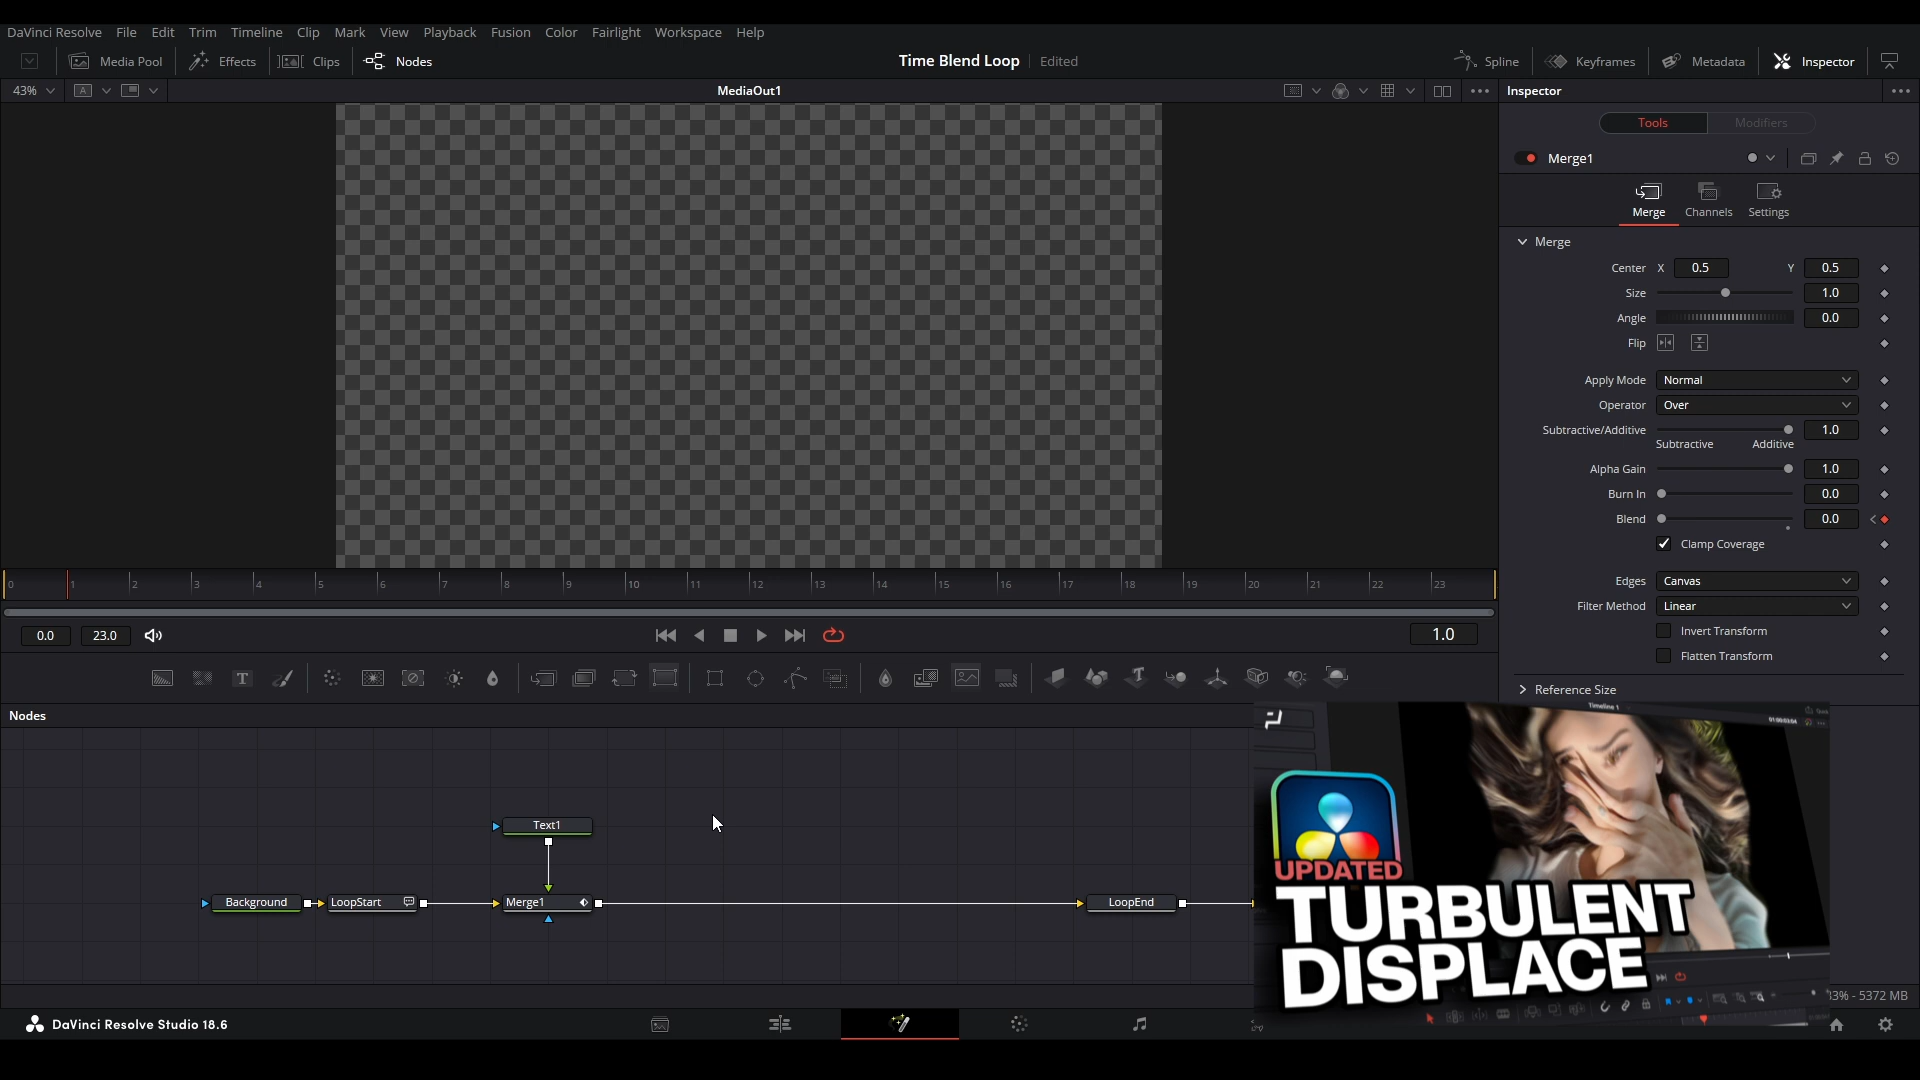 DaVinci Resolve File Edit Trim Timeline Clip Mark View Playback Fusion Color Fairlight Workspace Help
Media Pool Effects Clips Nodes Time Blend Loop Edited Spline Keyframes Metadata Inspector
43% A MediaOut1 Inspector
Tools Modifiers
Merge1
Merge Channels Settings
Merge
Center X 0.5 Y 0.5
Size 1.0
Angle 0.0
Flip
Apply Mode Normal
Operator Over
Subtractive/Additive 1.0
Subtractive Additive
Alpha Gain 1.0
Burn In 0.0
Blend 0.0
Clamp Coverage
Edges Canvas
Filter Method Linear
Invert Transform
Flatten Transform
Reference Size
0 1 2 3 4 5 6 7 8 9 10 11 12 13 14 15 16 17 18 19 20 21 22 23
0.0 23.0 1.0
Nodes
Text1
Background LoopStart Merge1 LoopEnd
Timeline 1
UPDATED
TURBULENT
DISPLACE
3% - 5372 MB
DaVinci Resolve Studio 18.6